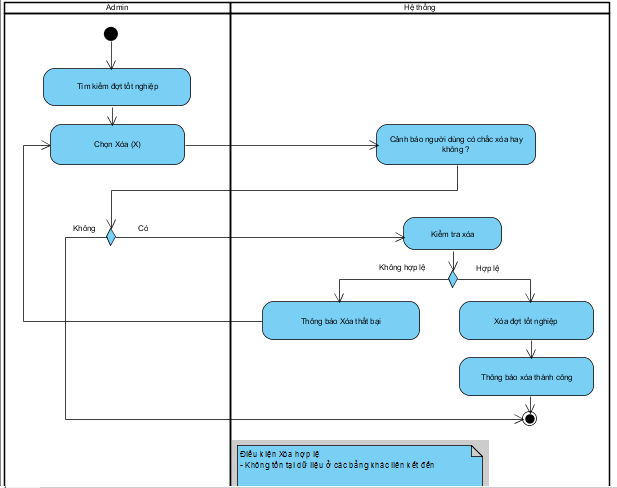 Admin
Hệ thống
Tìm kiếm đợt tốt nghiệp
Chọn Xóa (X)
Cảnh báo người dùng có chắc xóa hay
không ?
Không
Có
Kiểm tra xóa
Không hợp lệ
Hợp lệ
Thông báo Xóa thất bại
Xóa đợt tốt nghiệp
Thông báo xóa thành công
Điều kiện Xóa hợp lệ
- Không tồn tại dữ liệu ở các bảng khác liên kết đến